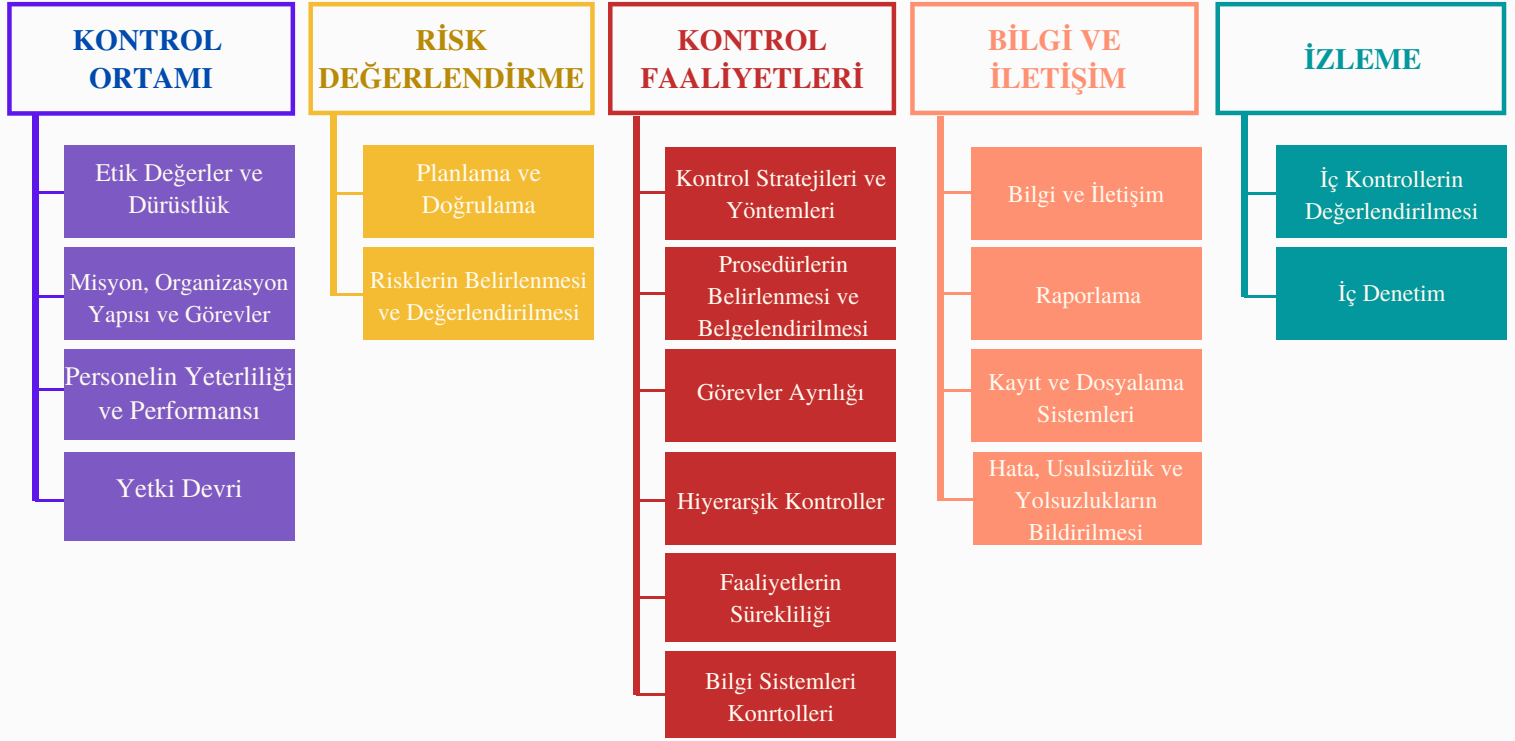 KONTROL
ORTAMI
Etik Değerler ve
Dürüstlük
Misyon, Organizasyon
Yapısı ve Görevler
Personelin Yeterliliği
ve Performansı
Yetki Devri
RİSK
DEĞERLENDİRME
Planlama ve
Doğrulama
Risklerin Belirlenmesi
ve Değerlendirilmesi
KONTROL
FAALİYETLERİ
Kontrol Stratejileri ve
Yöntemleri
Prosedürlerin
Belirlenmesi ve
Belgelendirilmesi
Görevler Ayrılığı
Hiyerarşik Kontroller
Faaliyetlerin
Sürekliliği
Bilgi Sistemleri
Konrtolleri
BİLGİ VE
İLETİŞİM
Bilgi ve İletişim
Raporlama
Kayıt ve Dosyalama
Sistemleri
Hata, Usulsüzlük ve
Yolsuzlukların
Bildirilmesi
İZLEME
İç Kontrollerin
Değerlendirilmesi
İç Denetim